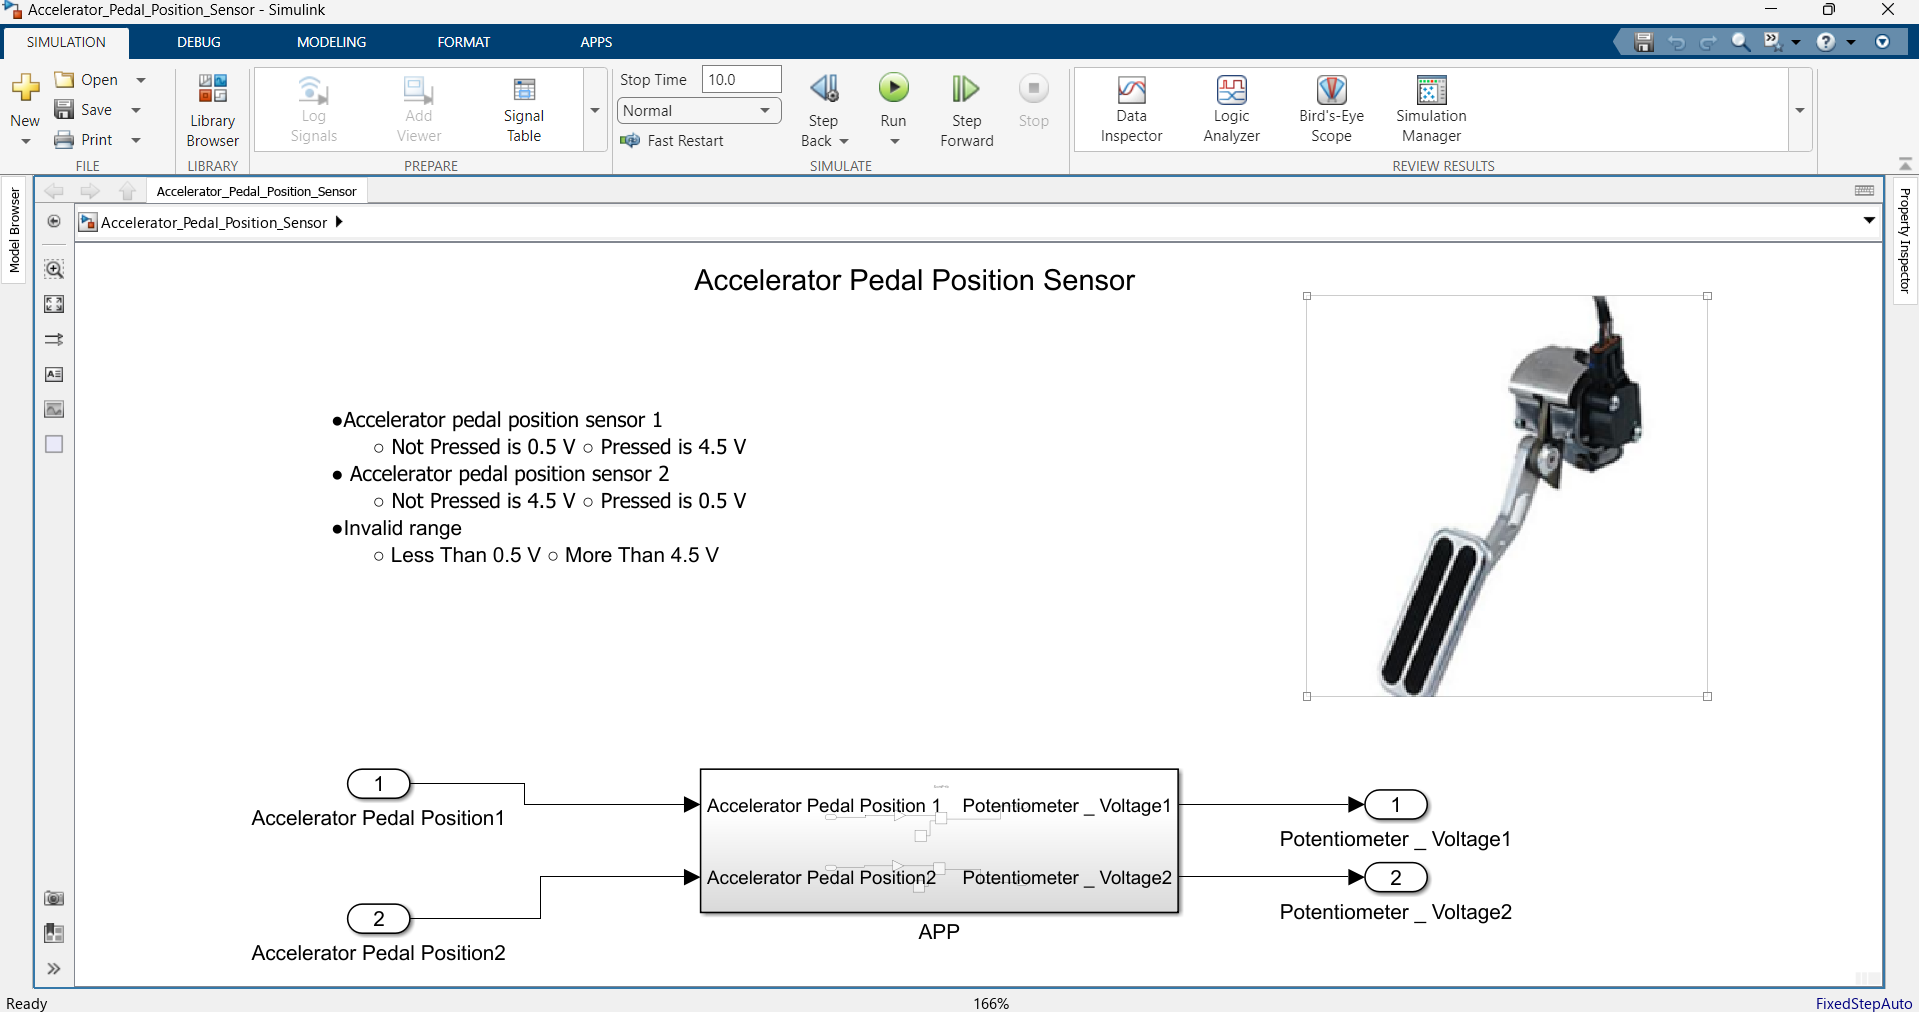 Accelerator_Pedal_Position_Sensor - Simulink
SIMULATION DEBUG MODELING FORMAT APPS
New
Open
Save
Print
FILE
Library
Browser
LIBRARY
Log
Signals
Add
Viewer
Signal
Table
PREPARE
Stop Time 10.0
Normal
Fast Restart
Step
Back
Run
Step
Forward
Stop
SIMULATE
Data
Inspector
Logic
Analyzer
Bird's-Eye
Scope
Simulation
Manager
REVIEW RESULTS
Model Browser
Property Inspector
Accelerator_Pedal_Position_Sensor
Accelerator_Pedal_Position_Sensor
Accelerator Pedal Position Sensor
●Accelerator pedal position sensor 1
○ Not Pressed is 0.5 V ○ Pressed is 4.5 V
● Accelerator pedal position sensor 2
○ Not Pressed is 4.5 V ○ Pressed is 0.5 V
●Invalid range
○ Less Than 0.5 V ○ More Than 4.5 V
1
Accelerator Pedal Position1
2
Accelerator Pedal Position2
Accelerator Pedal Position 1 Potentiometer _ Voltage1
Accelerator Pedal Position2 Potentiometer _ Voltage2
APP
1
Potentiometer _ Voltage1
2
Potentiometer _ Voltage2
Ready 166% FixedStepAuto